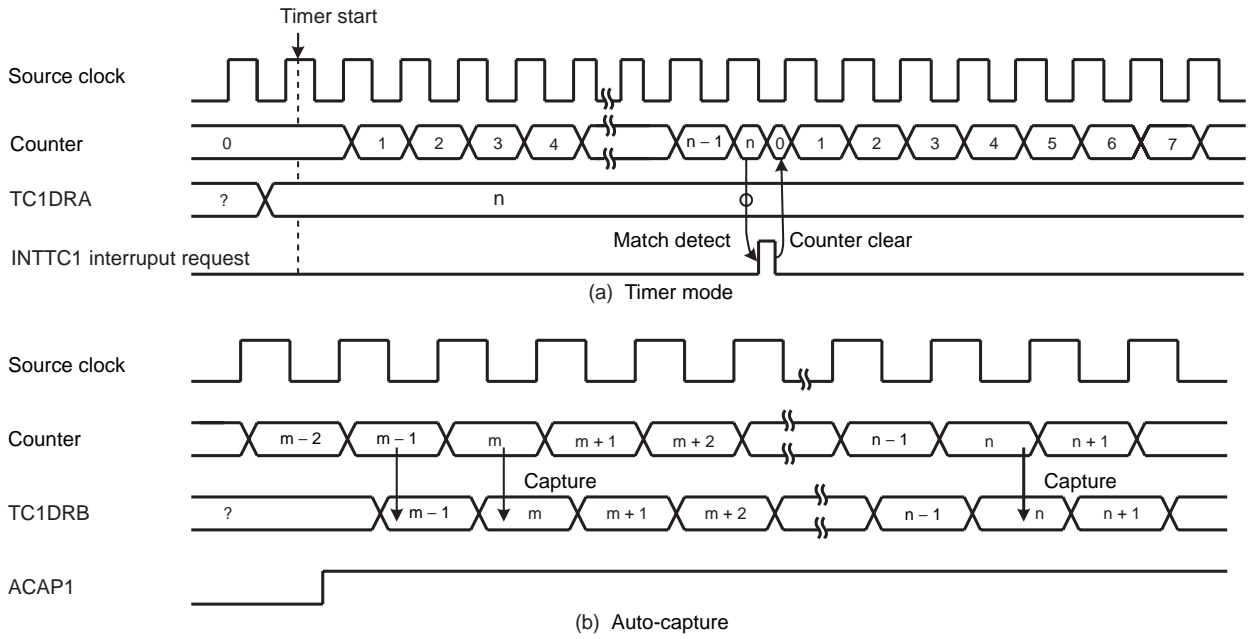 Timer start
Source clock
Counter 0 1 2 3 4 n – 1 n 0 1 2 3 4 5 6 7
TC1DRA ? n
Match detect Counter clear
INTTC1 interruput request
(a) Timer mode
Source clock
Counter m – 2 m – 1 m m + 1 m + 2 n – 1 n n + 1
Capture Capture
TC1DRB ? m – 1 m m + 1 m + 2 n – 1 n n + 1
ACAP1
(b) Auto-capture